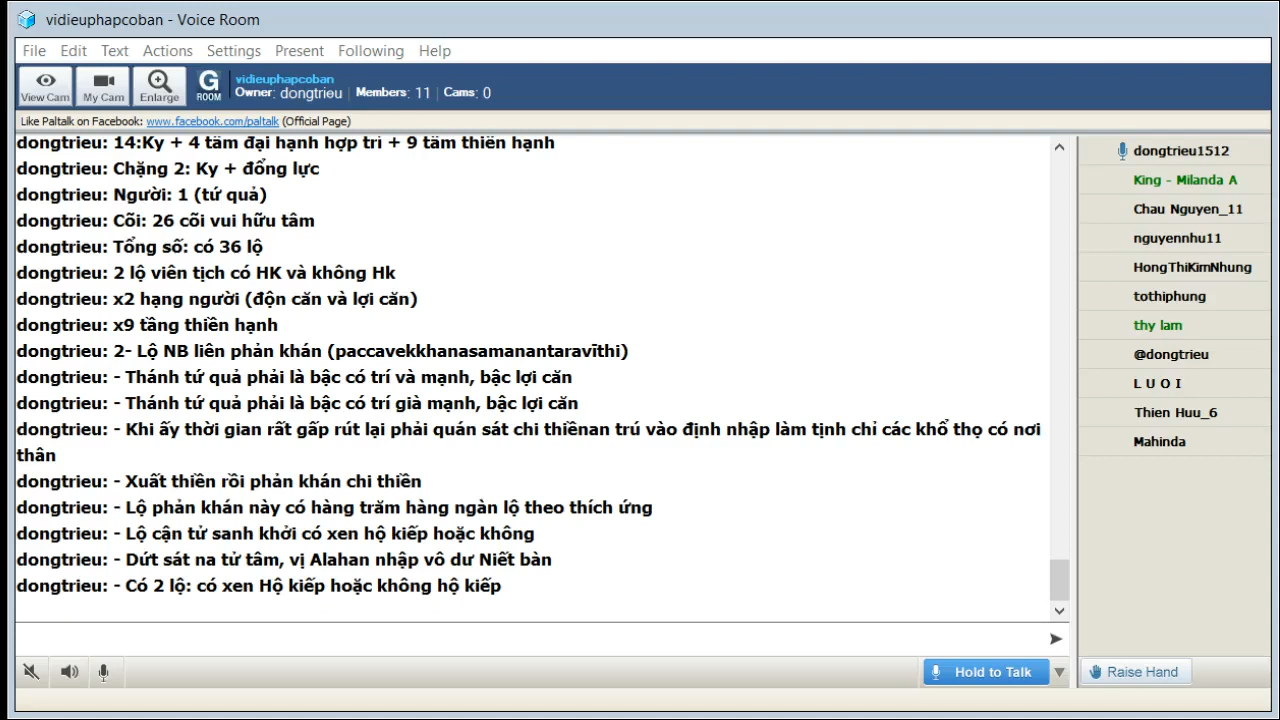 vidieuphapcoban - Voice Room
File Edit Text Actions Settings Present Following Help
View Cam My Cam Enlarge G ROOM
vidieuphapcoban
Owner: dongtrieu | Members: 11 | Cams: 0
Like Paltalk on Facebook: www.facebook.com/paltalk (Official Page)
dongtrieu: 14:Ky + 4 tâm đại hạnh hợp trí + 9 tâm thiền hạnh
dongtrieu: Chặng 2: Ky + đổng lực
dongtrieu: Người: 1 (tứ quả)
dongtrieu: Cõi: 26 cõi vui hữu tâm
dongtrieu: Tổng số: có 36 lộ
dongtrieu: 2 lộ viên tịch có HK và không Hk
dongtrieu: x2 hạng người (độn căn và lợi căn)
dongtrieu: x9 tầng thiền hạnh
dongtrieu: 2- Lộ NB liên phản khán (paccavekkhanasamanantaravīthi)
dongtrieu: - Thánh tứ quả phải là bậc có trí và mạnh, bậc lợi căn
dongtrieu: - Thánh tứ quả phải là bậc có trí già mạnh, bậc lợi căn
dongtrieu: - Khi ấy thời gian rất gấp rút lại phải quán sát chi thiềnan trú vào định nhập làm tịnh chỉ các khổ thọ có nơi
thân
dongtrieu: - Xuất thiền rồi phản khán chi thiền
dongtrieu: - Lộ phản khán này có hàng trăm hàng ngàn lộ theo thích ứng
dongtrieu: - Lộ cận tử sanh khởi có xen hộ kiếp hoặc không
dongtrieu: - Dứt sát na tử tâm, vị Alahan nhập vô dư Niết bàn
dongtrieu: - Có 2 lộ: có xen Hộ kiếp hoặc không hộ kiếp
dongtrieu1512
King - Milanda A
Chau Nguyen_11
nguyennhu11
HongThiKimNhung
tothiphung
thy lam
@dongtrieu
L U O I
Thien Huu_6
Mahinda
Hold to Talk
Raise Hand